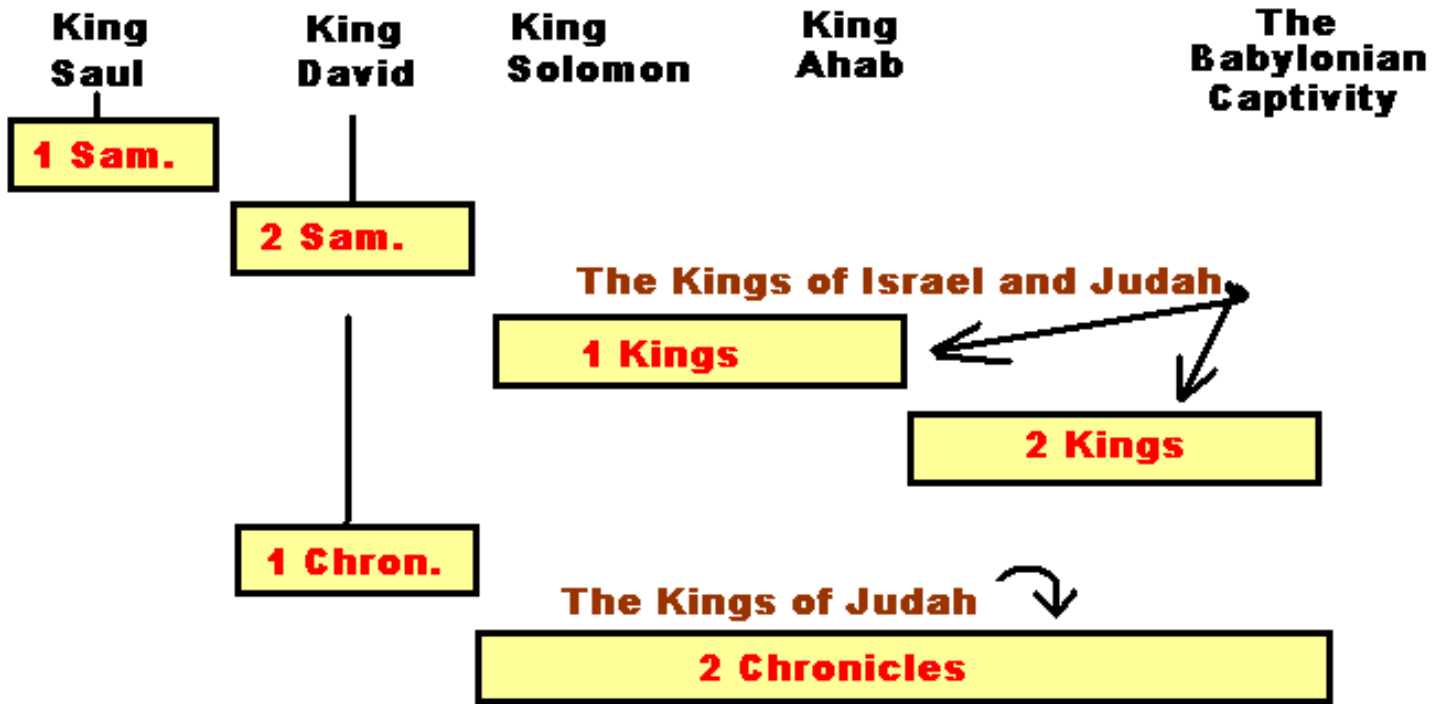 King
Saul
King
David
King
Solomon
King
Ahab
The
Babylonian
Captivity
1 Sam.
2 Sam.
The Kings of Israel and Judah
1 Kings
2 Kings
1 Chron.
The Kings of Judah
2 Chronicles